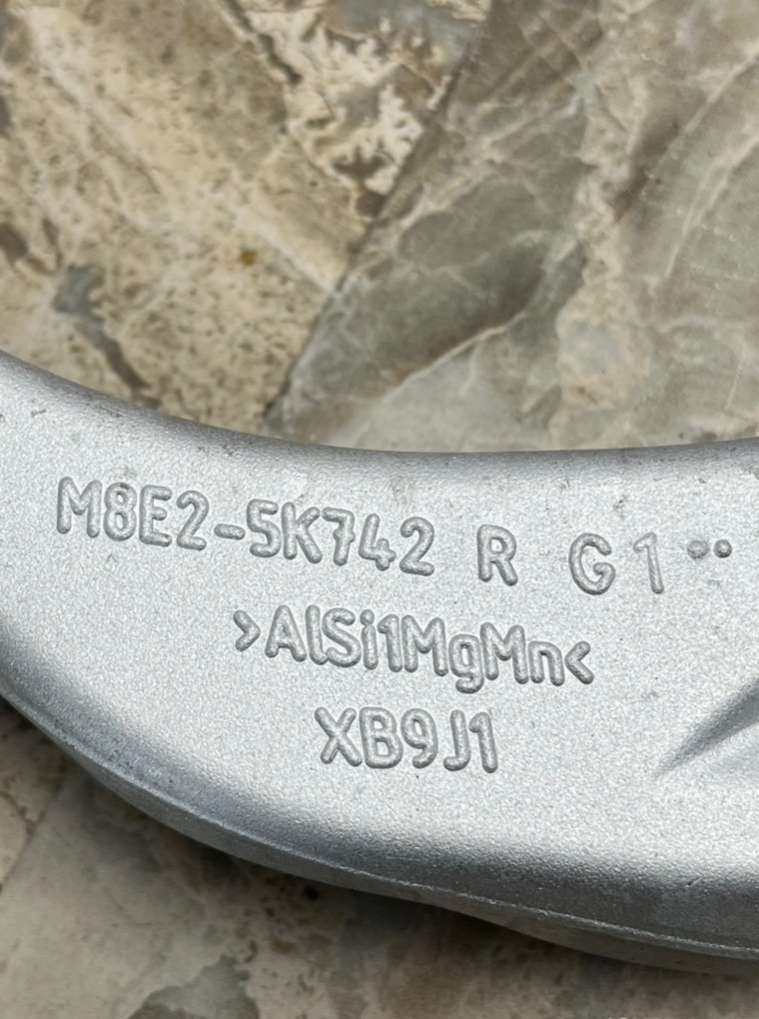 M8E2-5K742 R G1••
>AlSi1MgMn<
XB9J1